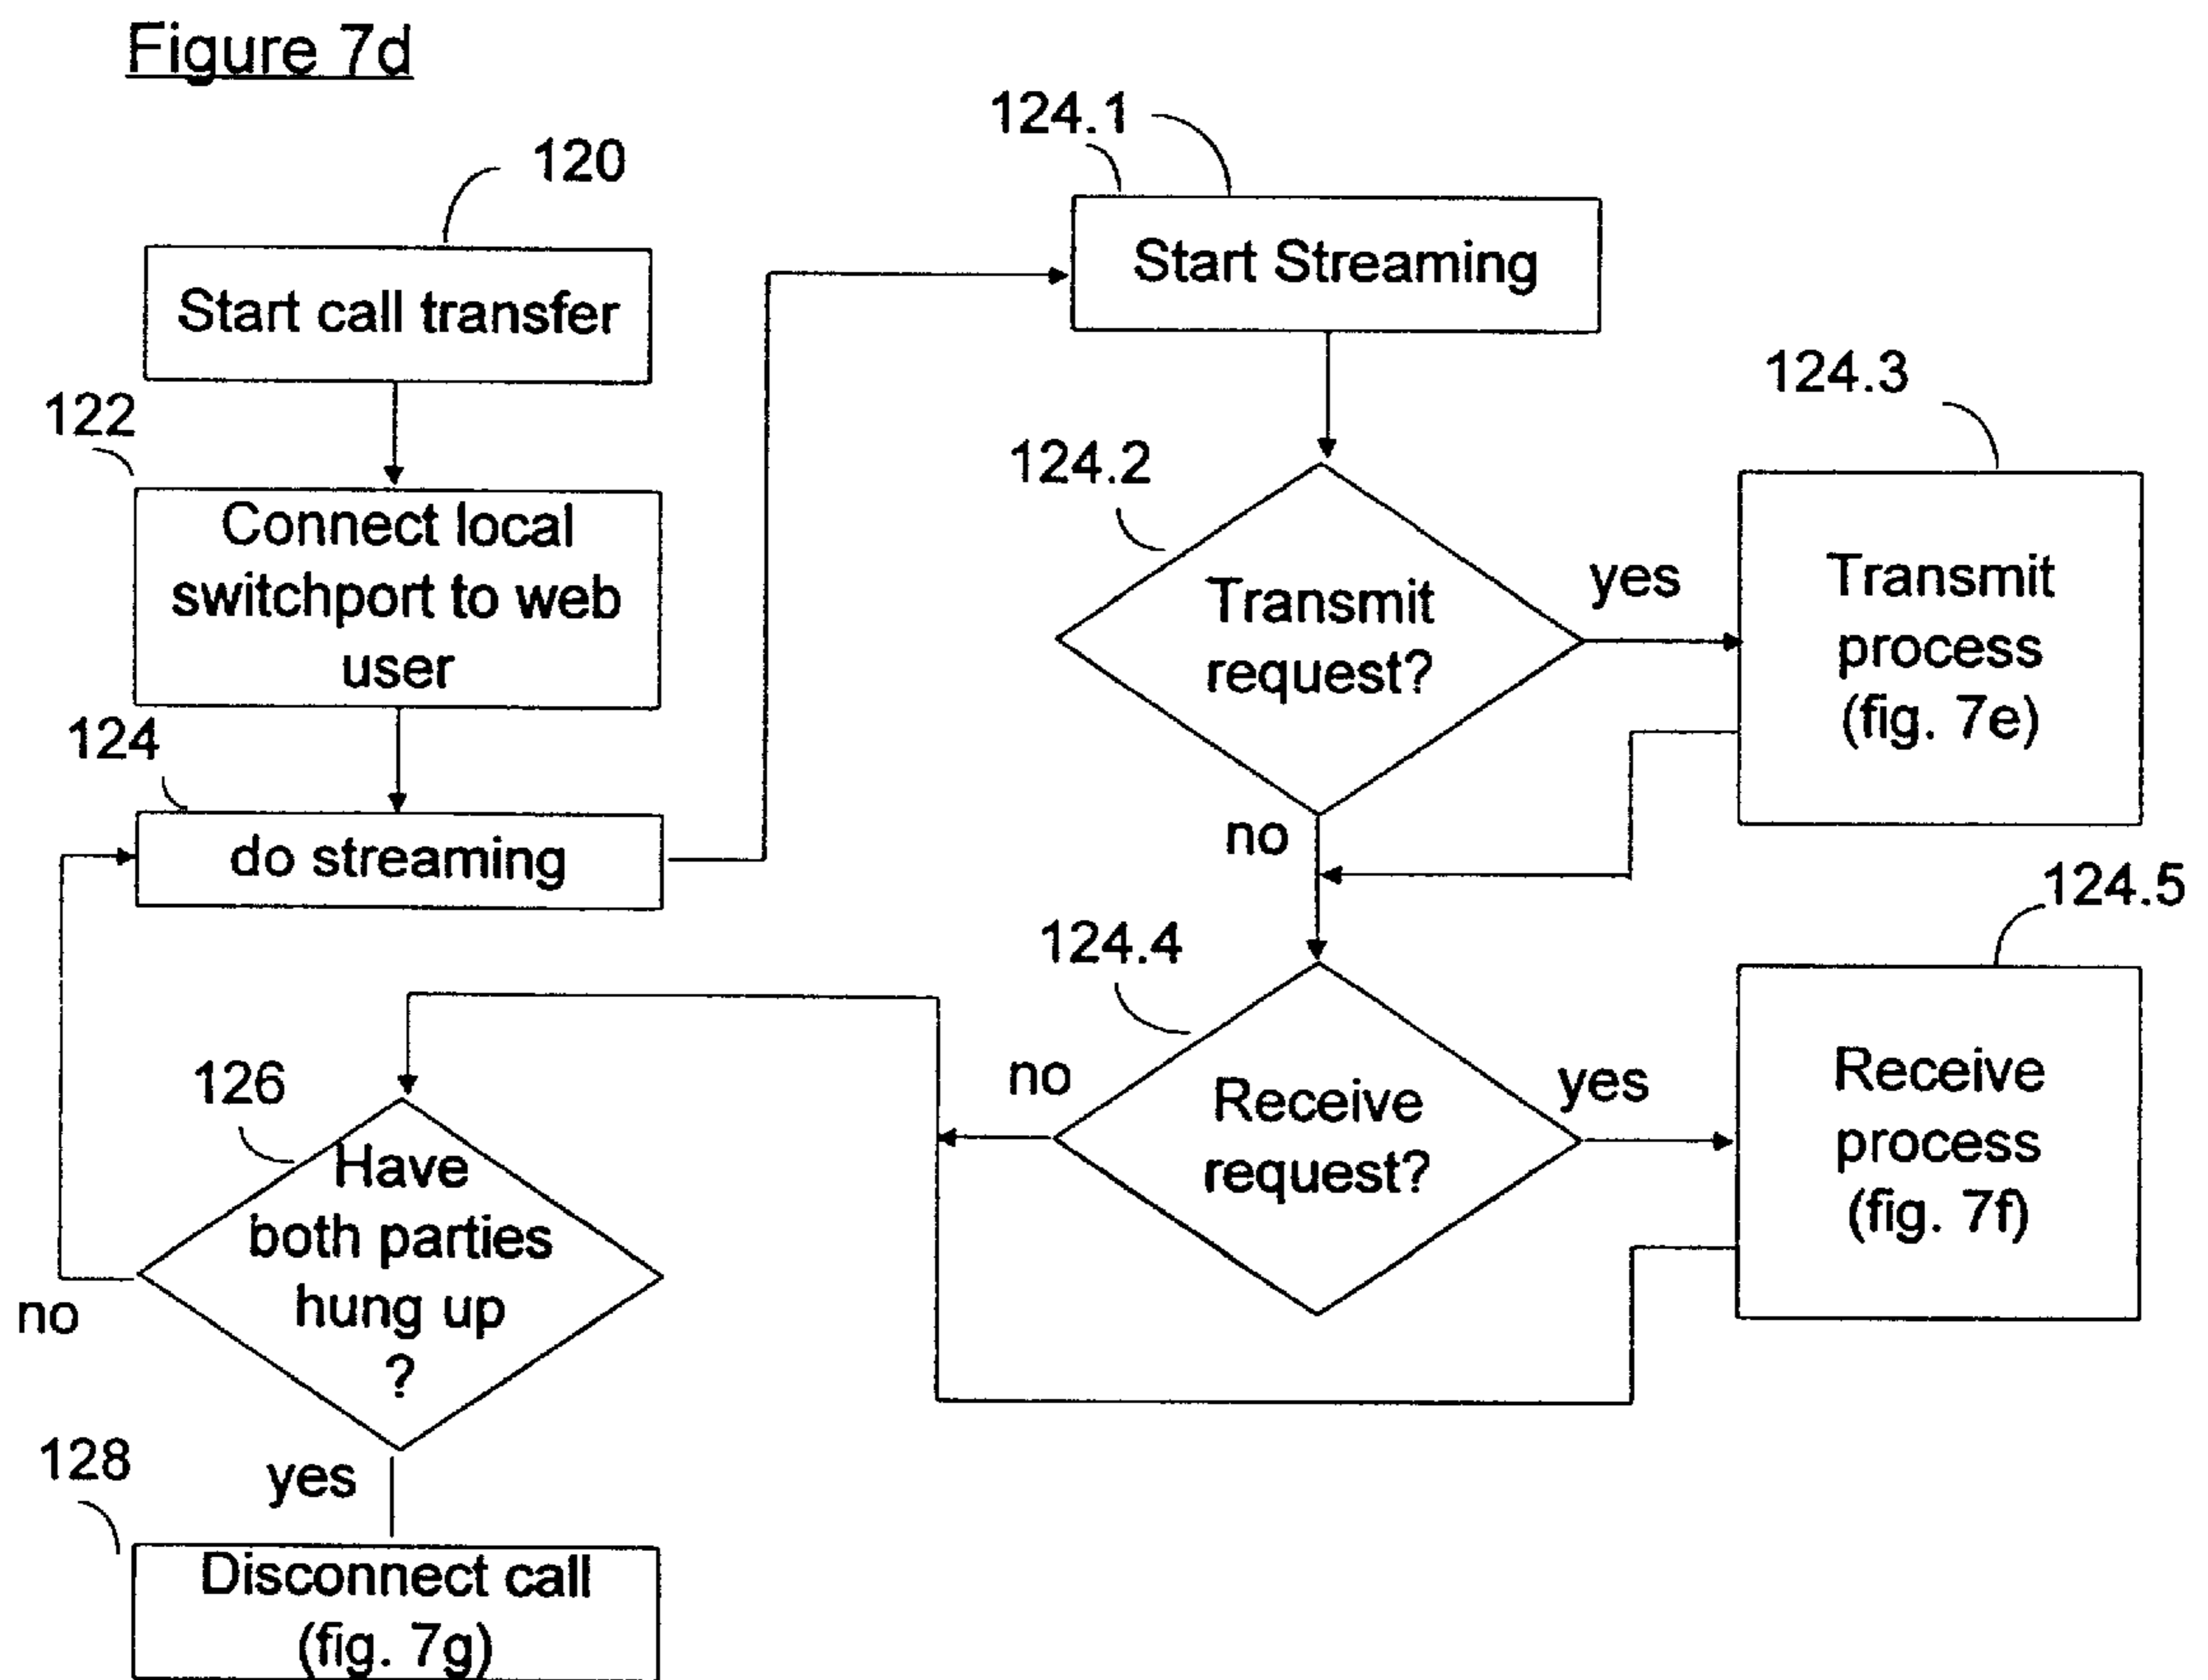 Figure 7d
120
Start call transfer
122
Connect local
switchport to web
user
124
do streaming
124.1
Start Streaming
124.2
Transmit
request?
yes
no
124.3
Transmit
process
(fig. 7e)
124.4
Receive
request?
yes
no
124.5
Receive
process
(fig. 7f)
126
Have
both parties
hung up
?
no
yes
128
Disconnect call
(fig. 7g)